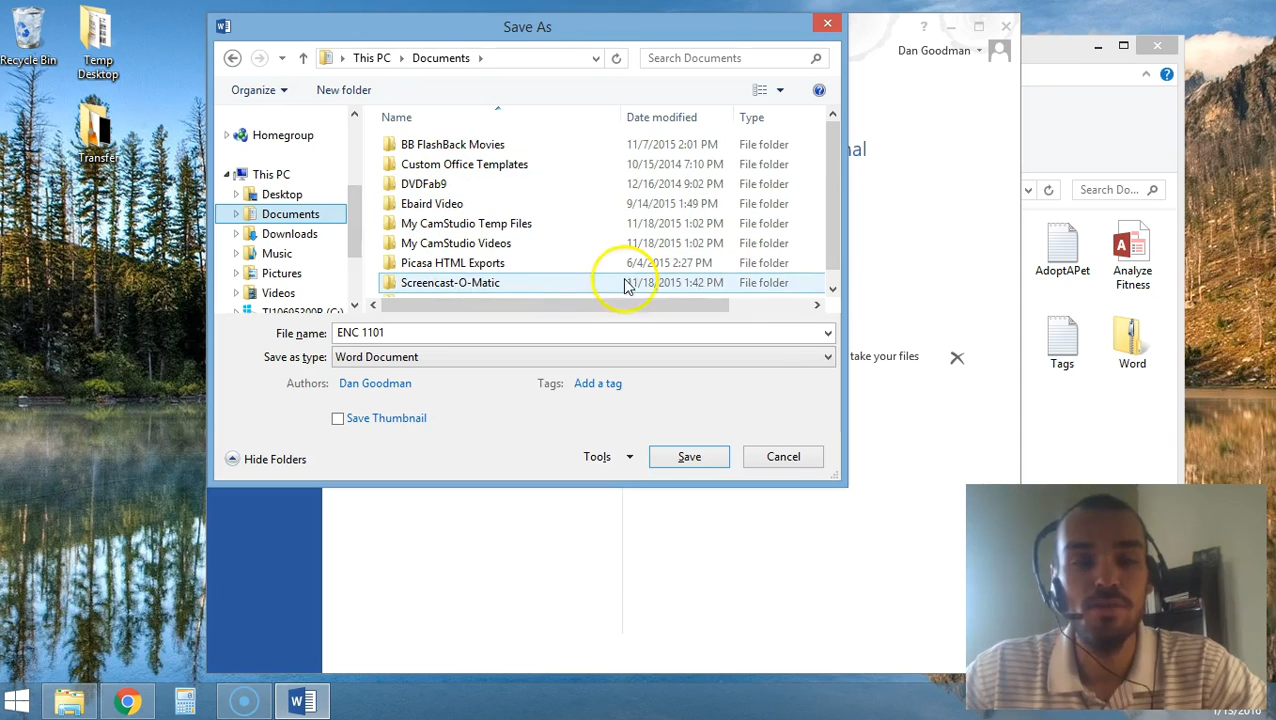 Save As
Recycle Bin
Temp
Desktop
Transfer
This PC
Documents
Search Documents
Organize
New folder
Dan Goodman
Homegroup
This PC
Desktop
Documents
Downloads
Music
Pictures
Videos
Name
Date modified
Type
BB FlashBack Movies 11/7/2015 2:01 PM File folder
Custom Office Templates 10/15/2014 7:10 PM File folder
DVDFab9 12/16/2014 9:02 PM File folder
Ebaird Video 9/14/2015 1:49 PM File folder
My CamStudio Temp Files 11/18/2015 1:02 PM File folder
My CamStudio Videos 11/18/2015 1:02 PM File folder
Picasa HTML Exports 6/4/2015 2:27 PM File folder
Screencast-O-Matic 11/18/2015 1:42 PM File folder
File name: ENC 1101
Save as type: Word Document
Authors: Dan Goodman
Tags: Add a tag
Save Thumbnail
Hide Folders
Tools
Save
Cancel
nal
take your files
Search Do...
AdoptAPet
Analyze
Fitness
Tags
Word